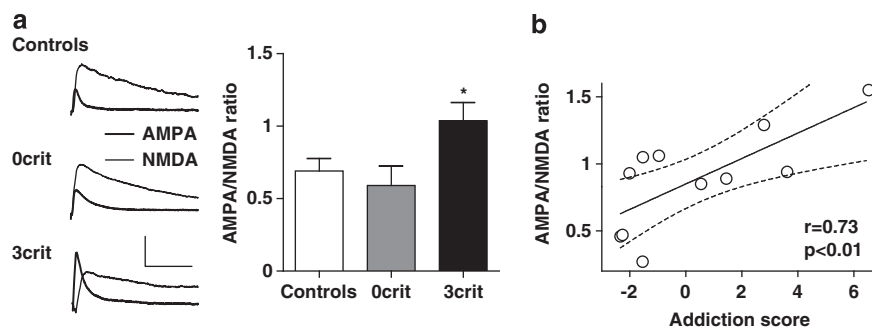 a
Controls
AMPA
NMDA
0crit
3crit
AMPA/NMDA ratio
1.5
1
0.5
0
*
Controls 0crit 3crit
b
AMPA/NMDA ratio
1.5
1
0.5
r=0.73
p<0.01
-2 0 2 4 6
Addiction score